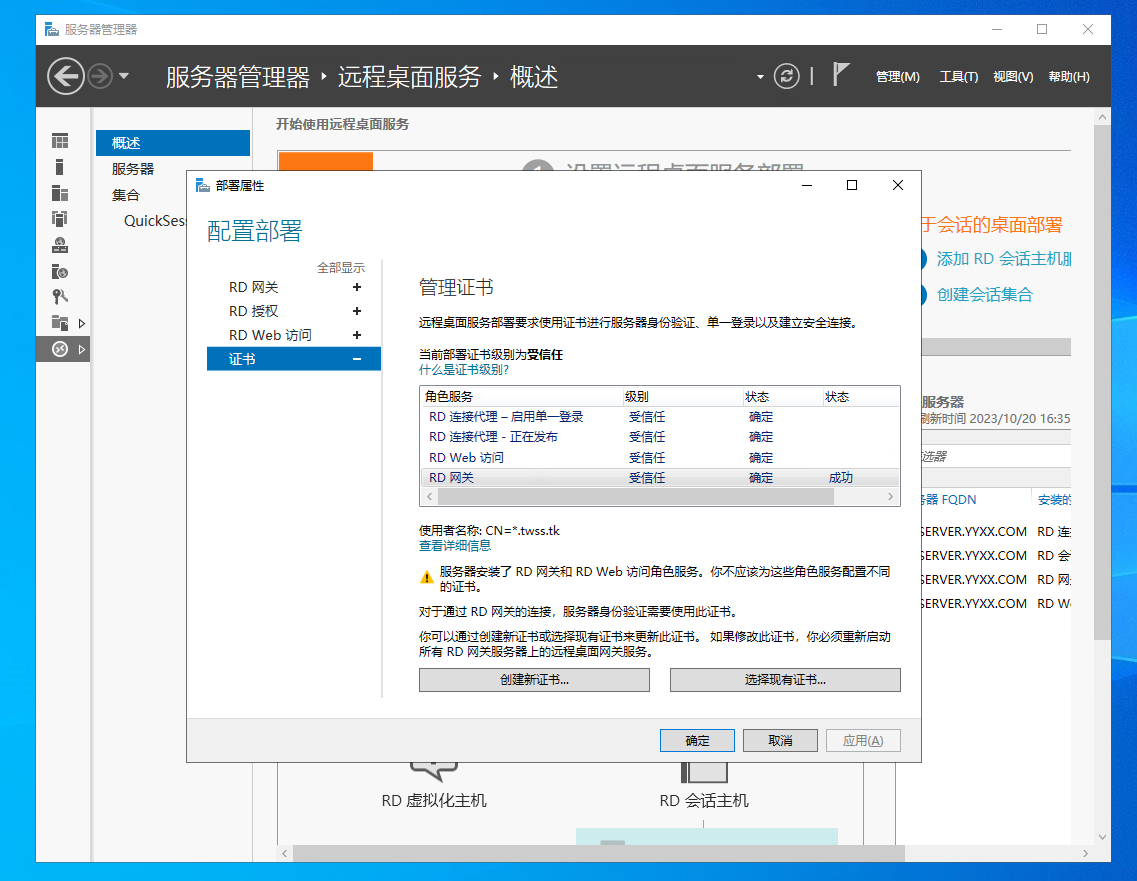 服务器管理器
服务器管理器 ‣ 远程桌面服务 ‣ 概述
管理(M) 工具(T) 视图(V) 帮助(H)
概述
服务器
集合
QuickSes
开始使用远程桌面服务
部署属性
配置部署
全部显示
RD 网关 +
RD 授权 +
RD Web 访问 +
证书 −
管理证书
远程桌面服务部署要求使用证书进行服务器身份验证、单一登录以及建立安全连接。
当前部署证书级别为受信任
什么是证书级别?
角色服务 级别 状态 状态
RD 连接代理 – 启用单一登录 受信任 确定
RD 连接代理 - 正在发布 受信任 确定
RD Web 访问 受信任 确定
RD 网关 受信任 确定 成功
使用者名称: CN=*.twss.tk
查看详细信息
服务器安装了 RD 网关和 RD Web 访问角色服务。你不应该为这些角色服务配置不同
的证书。
对于通过 RD 网关的连接，服务器身份验证需要使用此证书。
你可以通过创建新证书或选择现有证书来更新此证书。 如果修改此证书，你必须重新启动
所有 RD 网关服务器上的远程桌面网关服务。
创建新证书... 选择现有证书...
确定 取消 应用(A)
于会话的桌面部署
添加 RD 会话主机服
创建会话集合
服务器
刷新时间 2023/10/20 16:35
选器
务器 FQDN 安装的
SERVER.YYXX.COM RD 连
SERVER.YYXX.COM RD 会
SERVER.YYXX.COM RD 网
SERVER.YYXX.COM RD We
RD 虚拟化主机
RD 会话主机